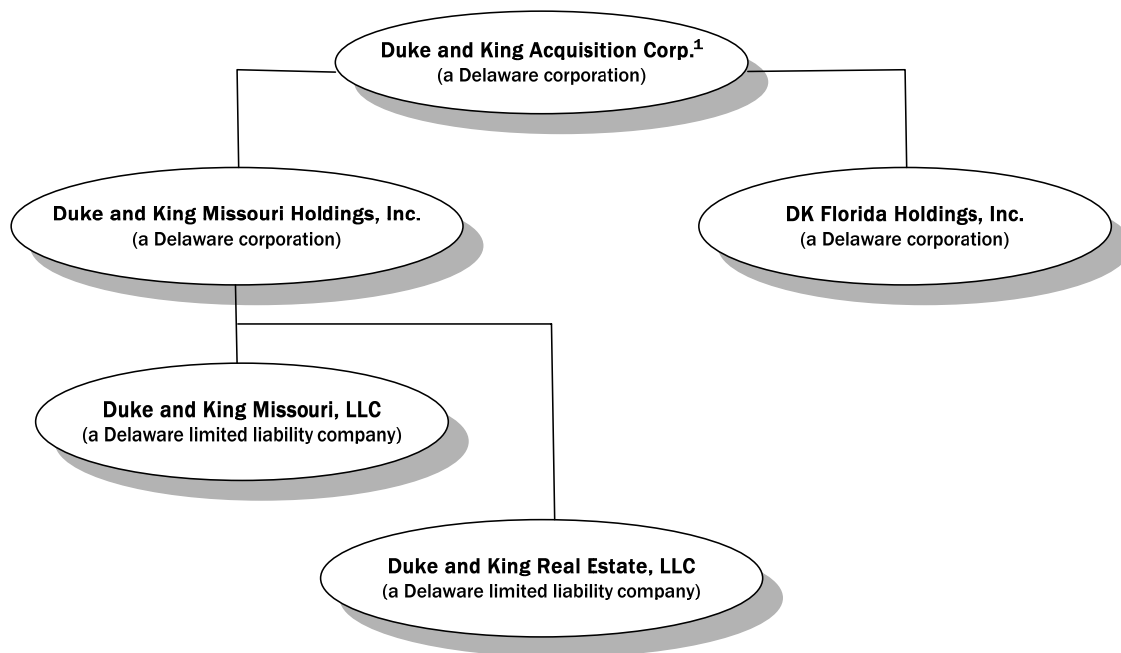 Duke and King Acquisition Corp.¹
(a Delaware corporation)
Duke and King Missouri Holdings, Inc.
(a Delaware corporation)
DK Florida Holdings, Inc.
(a Delaware corporation)
Duke and King Missouri, LLC
(a Delaware limited liability company)
Duke and King Real Estate, LLC
(a Delaware limited liability company)